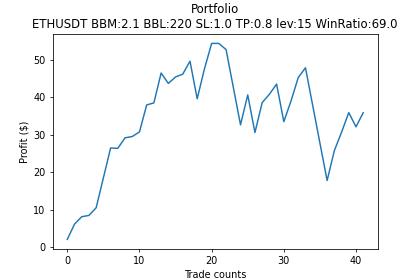 Portfolio
ETHUSDT BBM:2.1 BBL:220 SL:1.0 TP:0.8 lev:15 WinRatio:69.0
50
40
30
20
10
0
Profit ($)
0 10 20 30 40
Trade counts